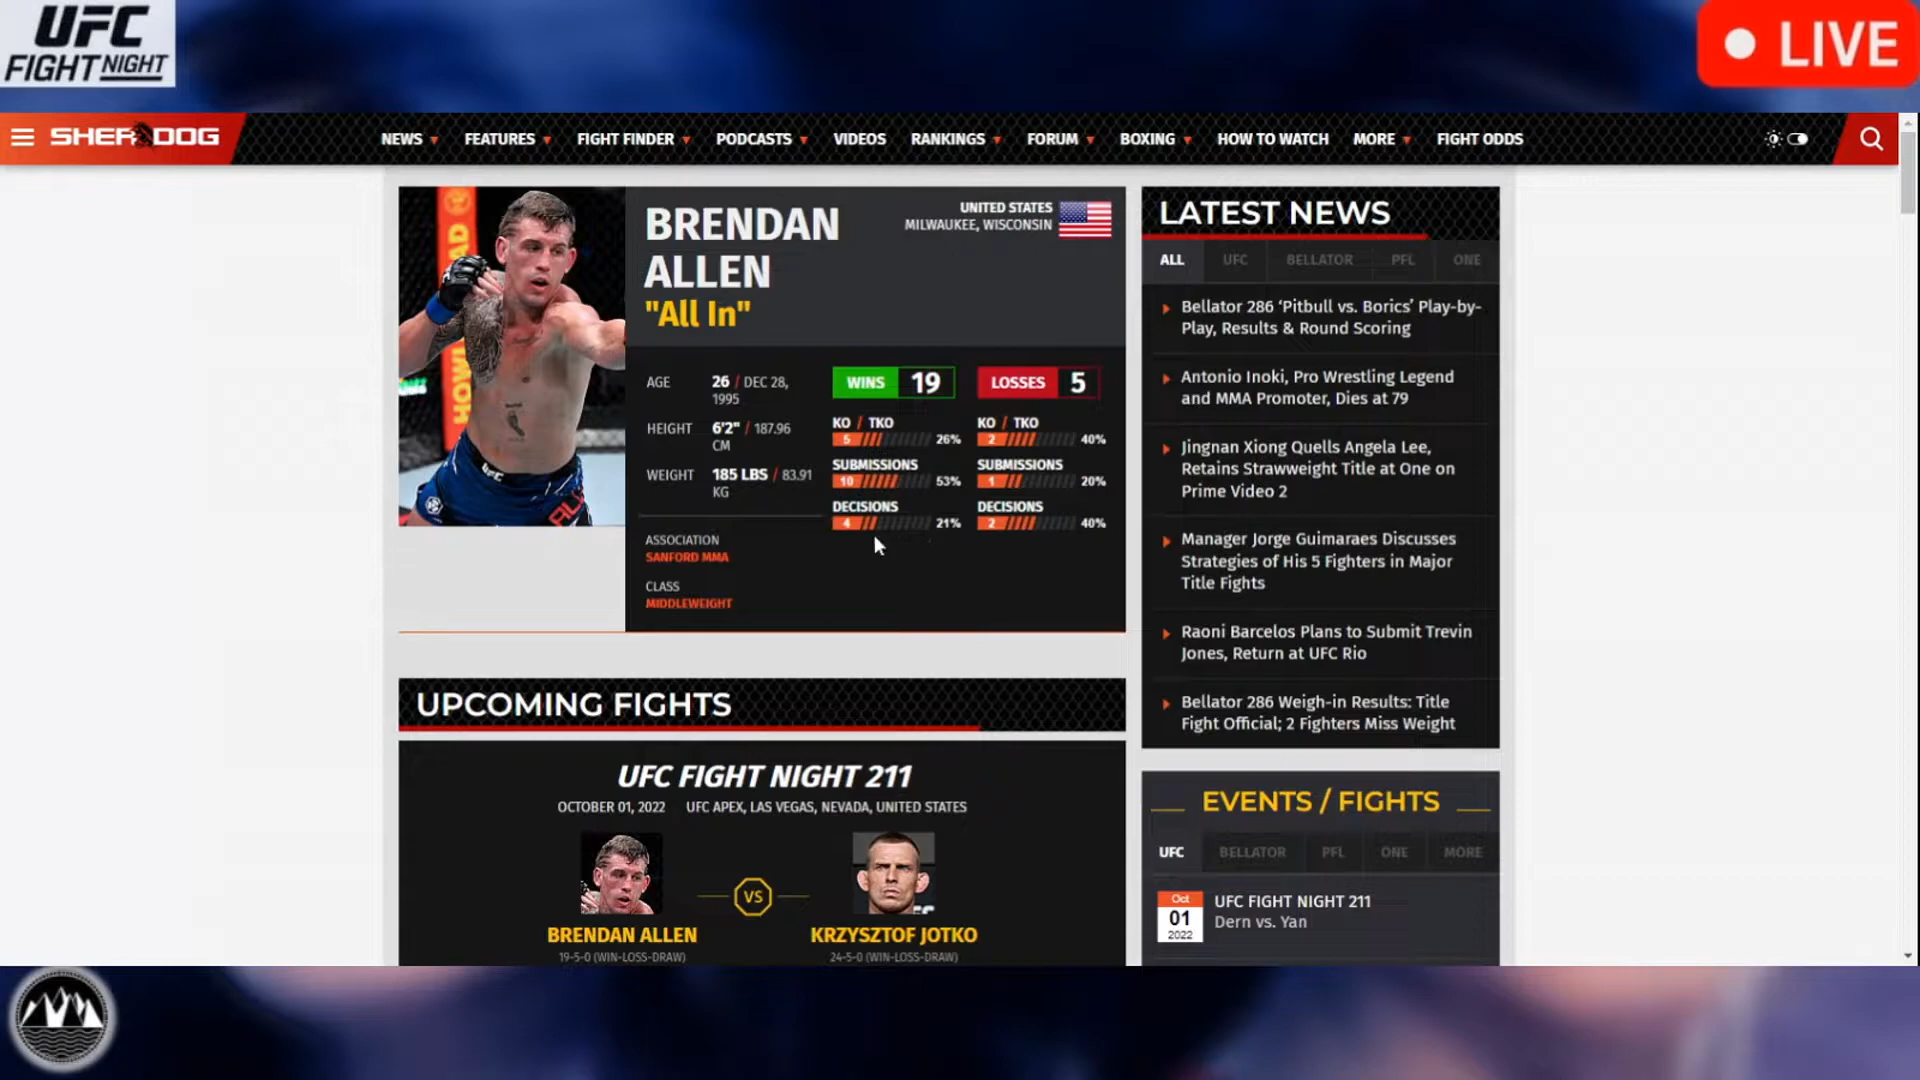 UFC
FIGHT NIGHT
LIVE
SHERDOG
NEWS FEATURES FIGHT FINDER PODCASTS VIDEOS RANKINGS FORUM BOXING HOW TO WATCH MORE FIGHT ODDS
BRENDAN
ALLEN
"All In"
UNITED STATES
MILWAUKEE, WISCONSIN
AGE 26 / DEC 28,
1995
HEIGHT 6'2" / 187.96
CM
WEIGHT 185 LBS / 83.91
KG
ASSOCIATION
SANFORD MMA
CLASS
MIDDLEWEIGHT
WINS 19
KO / TKO
5 26%
SUBMISSIONS
10 53%
DECISIONS
4 21%
LOSSES 5
KO / TKO
2 40%
SUBMISSIONS
1 20%
DECISIONS
2 40%
UPCOMING FIGHTS
UFC FIGHT NIGHT 211
OCTOBER 01, 2022 UFC APEX, LAS VEGAS, NEVADA, UNITED STATES
VS
BRENDAN ALLEN KRZYSZTOF JOTKO
19-5-0 (WIN-LOSS-DRAW) 24-5-0 (WIN-LOSS-DRAW)
LATEST NEWS
ALL UFC BELLATOR PFL ONE
Bellator 286 ‘Pitbull vs. Borics’ Play-by-
Play, Results & Round Scoring
Antonio Inoki, Pro Wrestling Legend
and MMA Promoter, Dies at 79
Jingnan Xiong Quells Angela Lee,
Retains Strawweight Title at One on
Prime Video 2
Manager Jorge Guimaraes Discusses
Strategies of His 5 Fighters in Major
Title Fights
Raoni Barcelos Plans to Submit Trevin
Jones, Return at UFC Rio
Bellator 286 Weigh-in Results: Title
Fight Official; 2 Fighters Miss Weight
EVENTS / FIGHTS
UFC BELLATOR PFL ONE MORE
Oct
01
2022
UFC FIGHT NIGHT 211
Dern vs. Yan